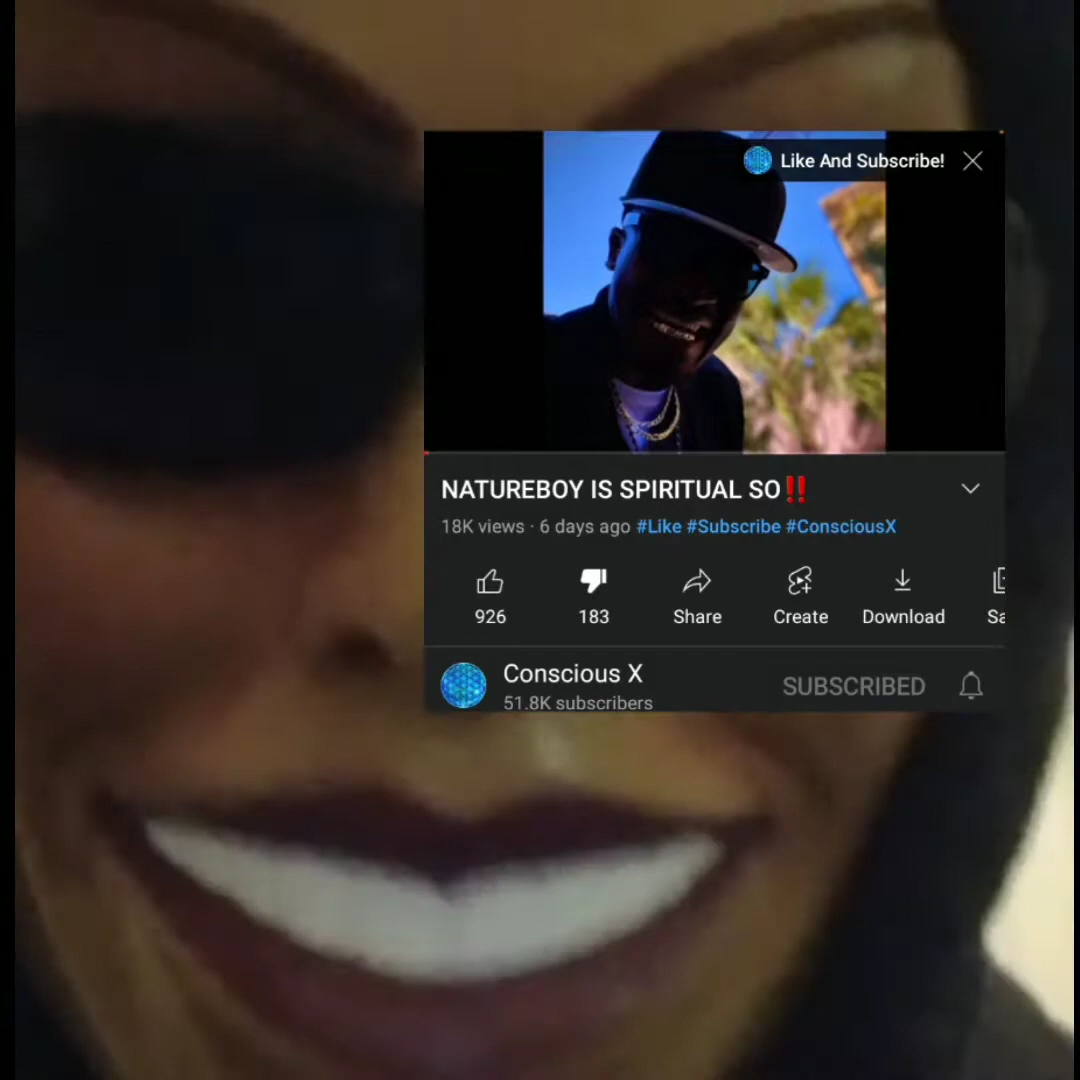 Like And Subscribe!
NATUREBOY IS SPIRITUAL SO‼️
18K views · 6 days ago #Like #Subscribe #ConsciousX
926 183 Share Create Download Sa
Conscious X
SUBSCRIBED
51.8K subscribers